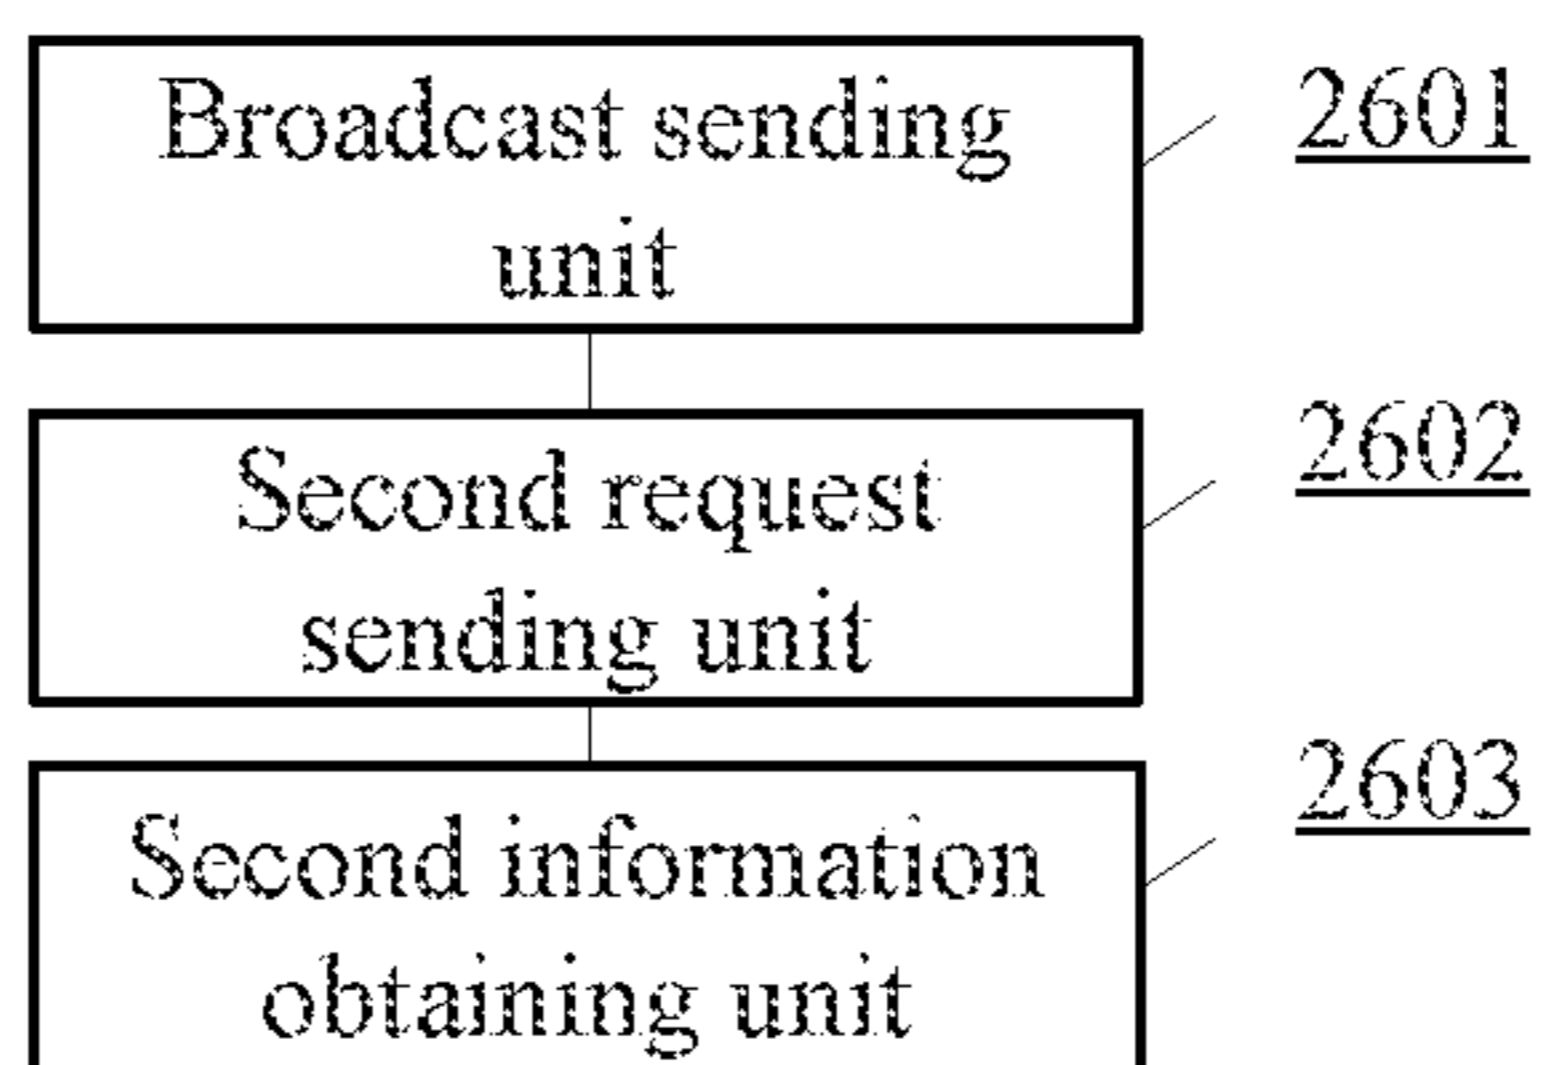 Broadcast sending
unit
2601
Second request
sending unit
2602
Second information
obtaining unit
2603